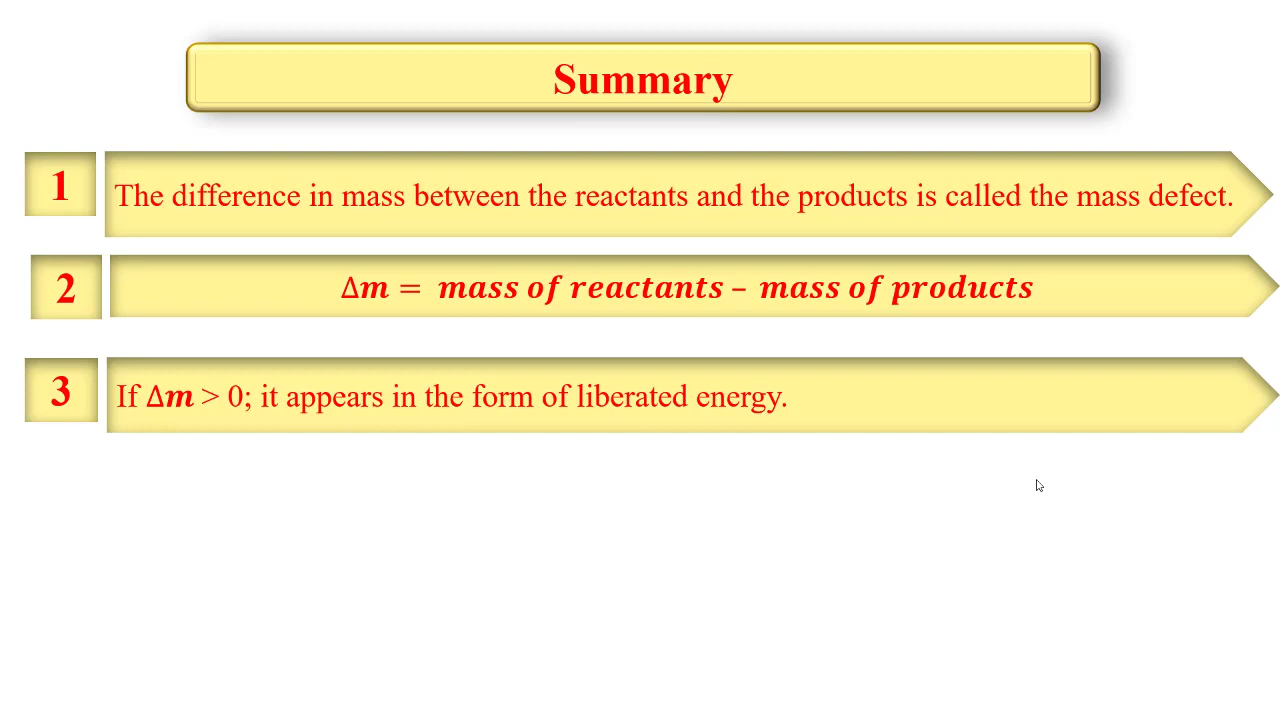 Summary
1
The difference in mass between the reactants and the products is called the mass defect.
2
Δm = mass of reactants – mass of products
3
If Δm > 0; it appears in the form of liberated energy.